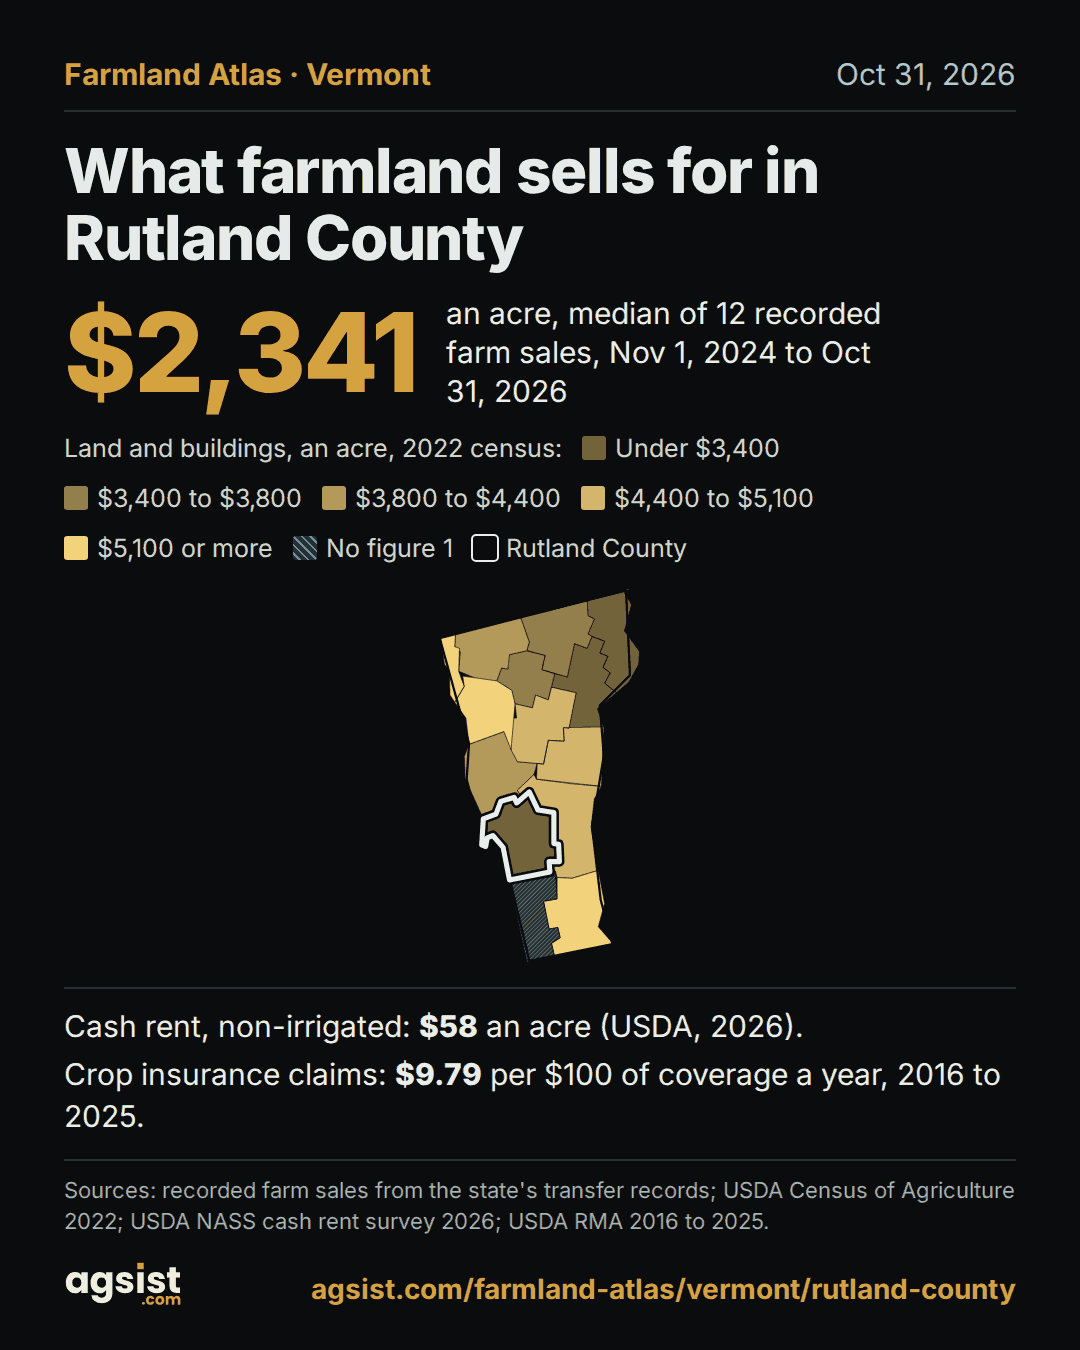 Farmland Atlas · Vermont
Oct 31, 2026
What farmland sells for in
Rutland County
$2,341
an acre, median of 12 recorded
farm sales, Nov 1, 2024 to Oct
31, 2026
Land and buildings, an acre, 2022 census: Under $3,400
$3,400 to $3,800 $3,800 to $4,400 $4,400 to $5,100
$5,100 or more No figure 1 Rutland County
Cash rent, non-irrigated: $58 an acre (USDA, 2026).
Crop insurance claims: $9.79 per $100 of coverage a year, 2016 to
2025.
Sources: recorded farm sales from the state's transfer records; USDA Census of Agriculture
2022; USDA NASS cash rent survey 2026; USDA RMA 2016 to 2025.
agsist
.com
agsist.com/farmland-atlas/vermont/rutland-county